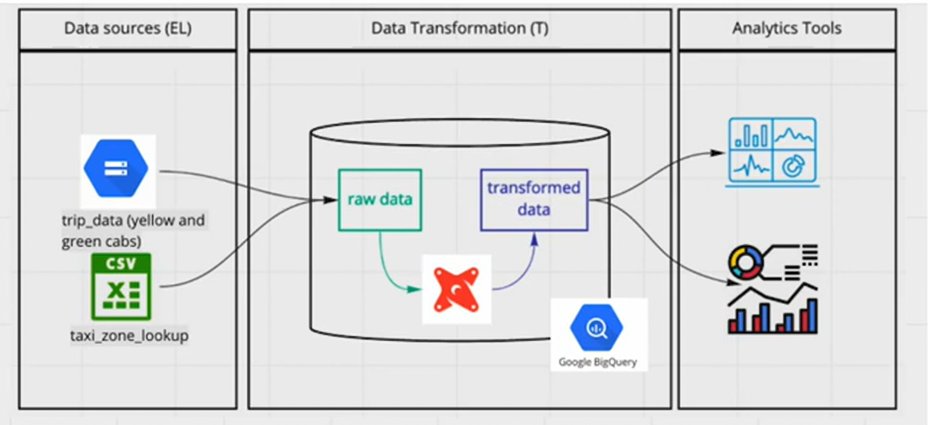 Data sources (EL)
Data Transformation (T)
Analytics Tools
trip_data (yellow and
green cabs)
CSV
X
taxi_zone_lookup
raw data
transformed
data
Google BigQuery